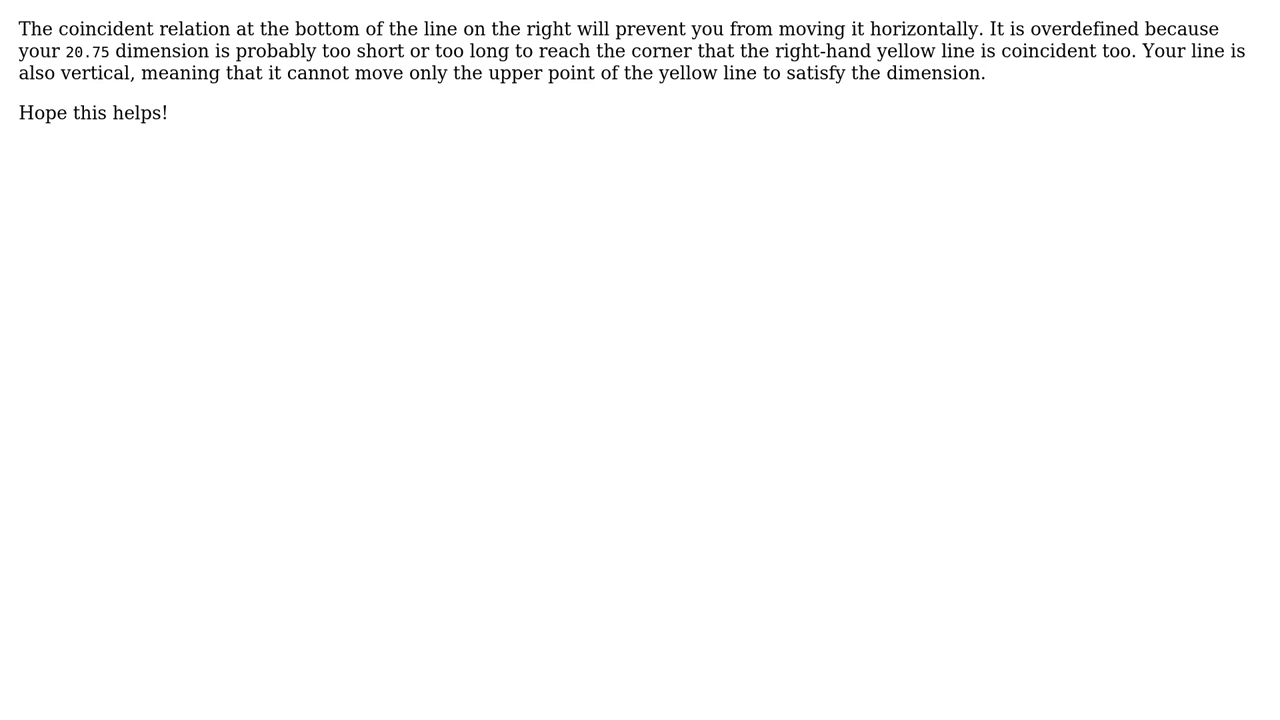 The coincident relation at the bottom of the line on the right will prevent you from moving it horizontally. It is overdefined because
your 20.75 dimension is probably too short or too long to reach the corner that the right-hand yellow line is coincident too. Your line is
also vertical, meaning that it cannot move only the upper point of the yellow line to satisfy the dimension.
Hope this helps!